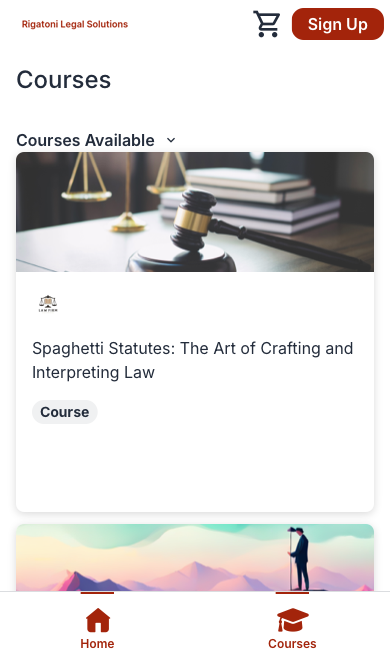 Rigatoni Legal Solutions
Sign Up
Courses
Courses Available
LAW FIRM
Spaghetti Statutes: The Art of Crafting and
Interpreting Law
Course
Home
Courses